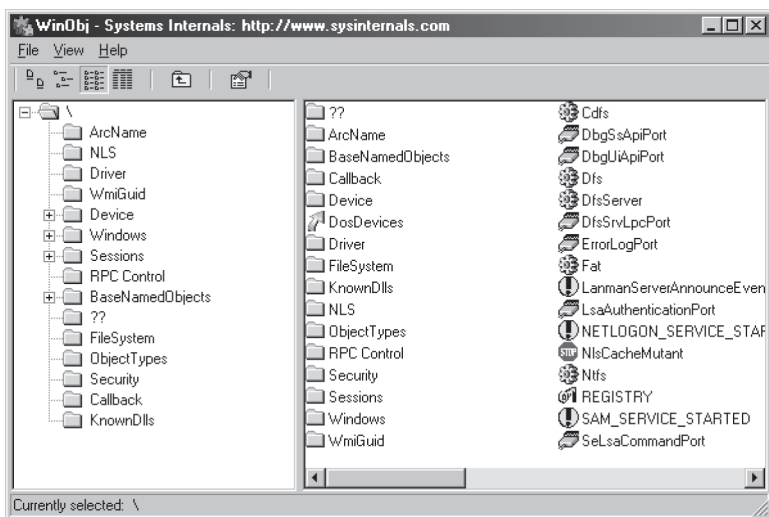 WinObj - Systems Internals: http://www.sysinternals.com
File View Help
\
ArcName
NLS
Driver
WmiGuid
Device
Windows
Sessions
RPC Control
BaseNamedObjects
??
FileSystem
ObjectTypes
Security
Callback
KnownDlls
??
ArcName
BaseNamedObjects
Callback
Device
DosDevices
Driver
FileSystem
KnownDlls
NLS
ObjectTypes
RPC Control
Security
Sessions
Windows
WmiGuid
Cdfs
DbgSsApiPort
DbgUiApiPort
Dfs
DfsServer
DfsSrvLpcPort
ErrorLogPort
Fat
LanmanServerAnnounceEven
LsaAuthenticationPort
NETLOGON_SERVICE_STAR
NlsCacheMutant
Ntfs
REGISTRY
SAM_SERVICE_STARTED
SeLsaCommandPort
Currently selected: \